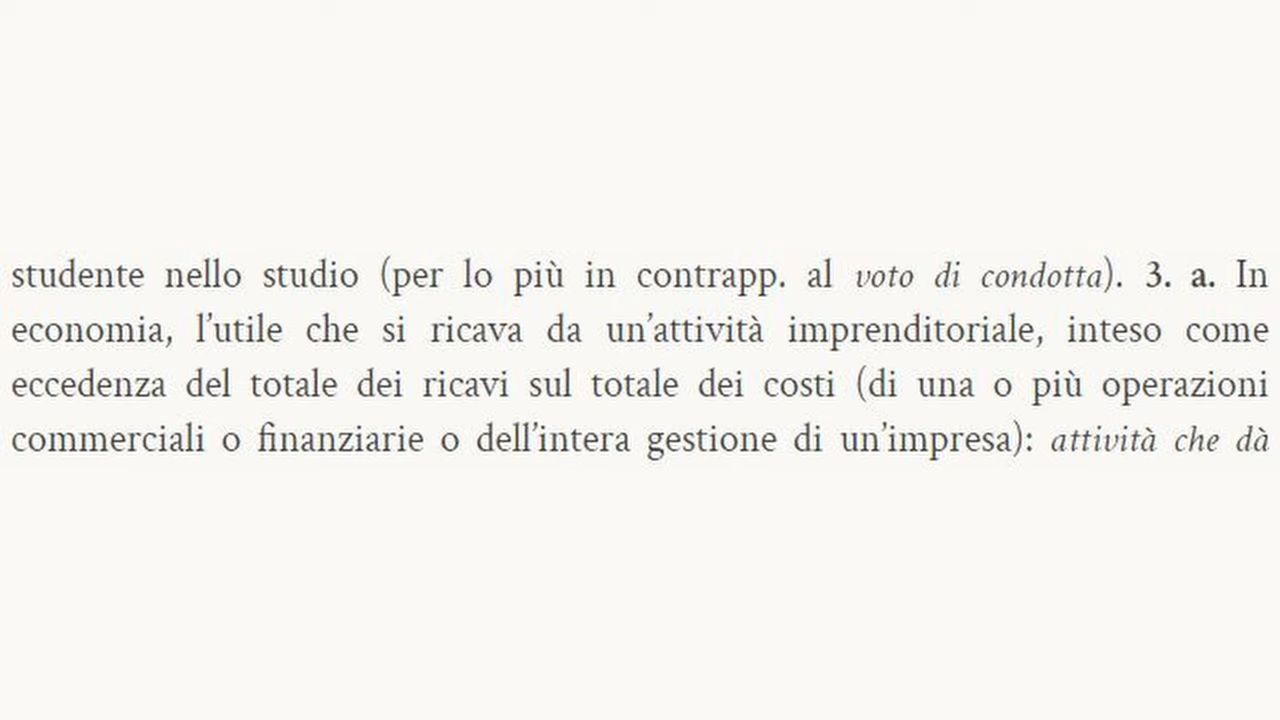 studente nello studio (per lo più in contrapp. al voto di condotta). 3. a. In
economia, l’utile che si ricava da un’attività imprenditoriale, inteso come
eccedenza del totale dei ricavi sul totale dei costi (di una o più operazioni
commerciali o finanziarie o dell’intera gestione di un’impresa): attività che dà